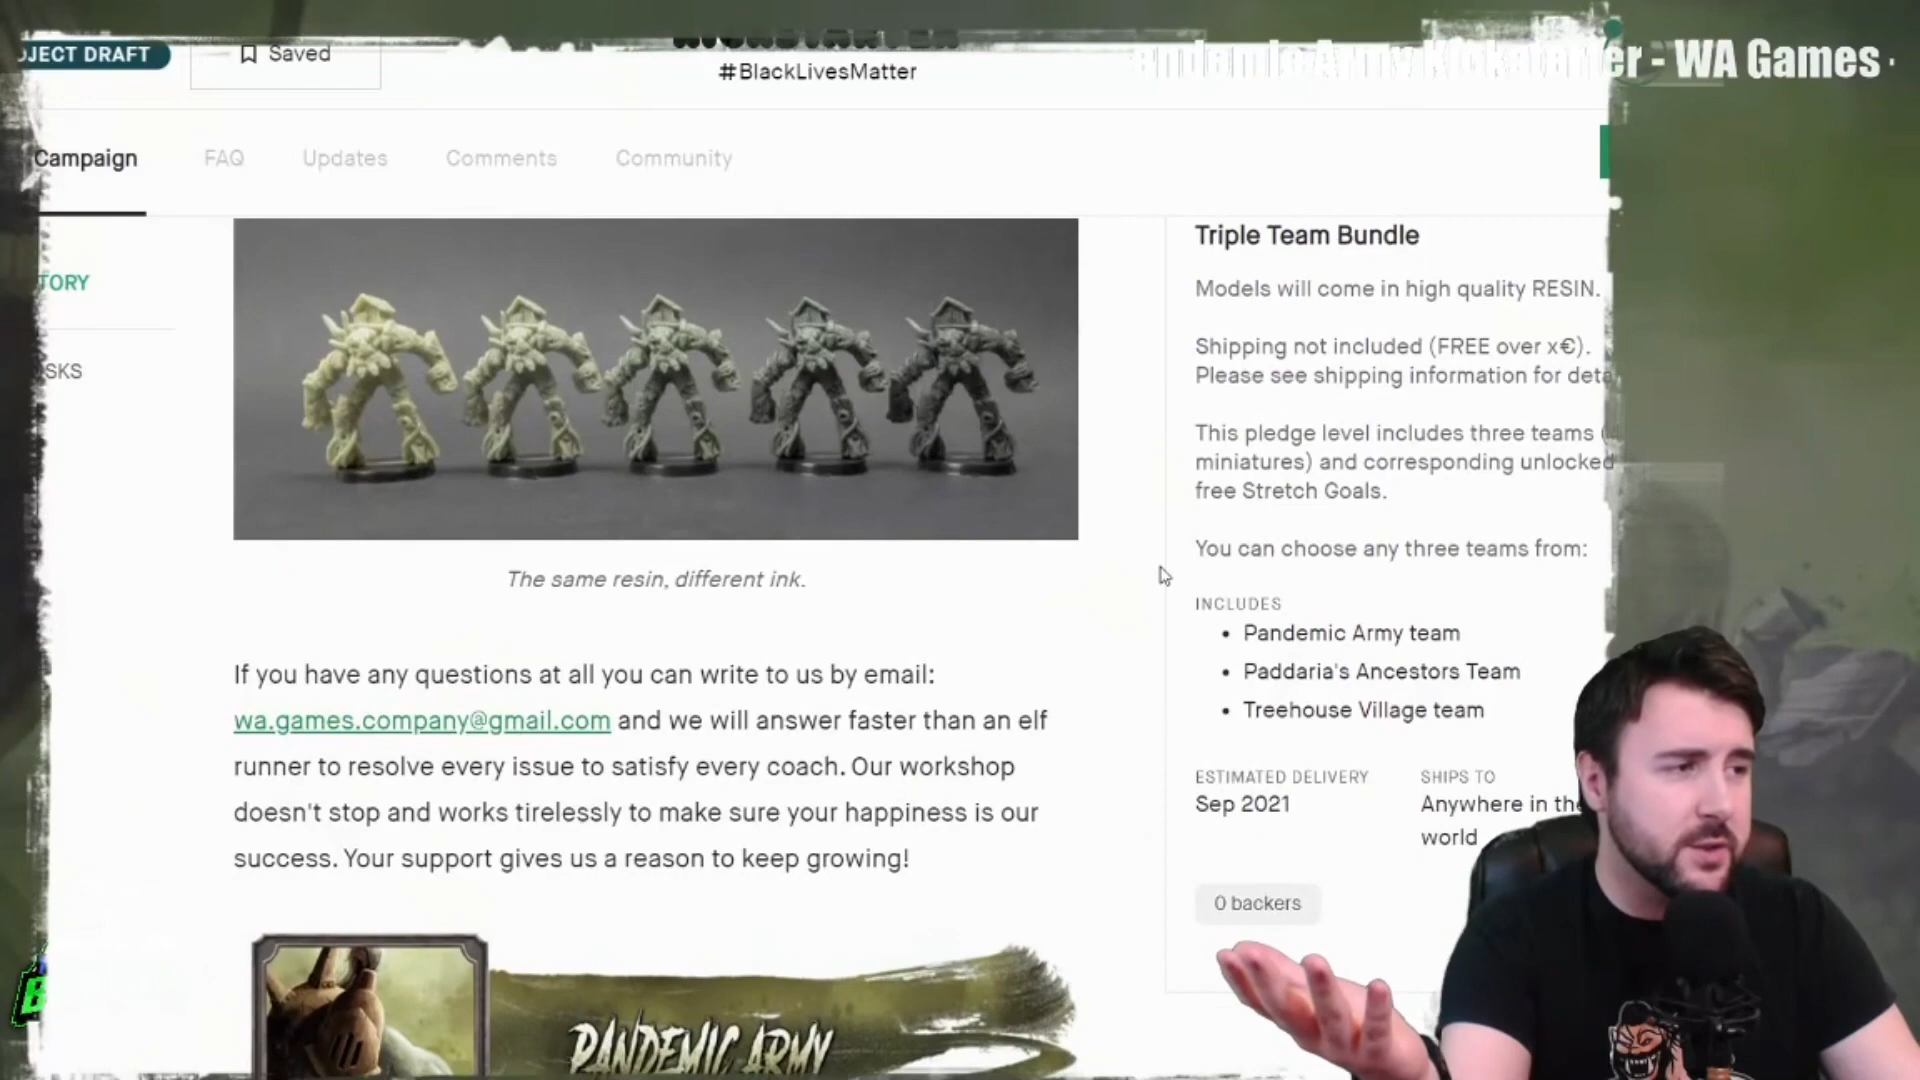 JECT DRAFT
Saved
#BlackLivesMatter
er - WA Games
Campaign
FAQ
Updates
Comments
Community
TORY
SKS
Triple Team Bundle
Models will come in high quality RESIN.
Shipping not included (FREE over x€).
Please see shipping information for deta
This pledge level includes three teams (
miniatures) and corresponding unlocked
free Stretch Goals.
You can choose any three teams from:
INCLUDES
• Pandemic Army team
• Paddaria's Ancestors Team
• Treehouse Village team
ESTIMATED DELIVERY
Sep 2021
SHIPS TO
Anywhere in the
world
0 backers
The same resin, different ink.
If you have any questions at all you can write to us by email:
wa.games.company@gmail.com and we will answer faster than an elf
runner to resolve every issue to satisfy every coach. Our workshop
doesn't stop and works tirelessly to make sure your happiness is our
success. Your support gives us a reason to keep growing!
PANDEMIC ARMY